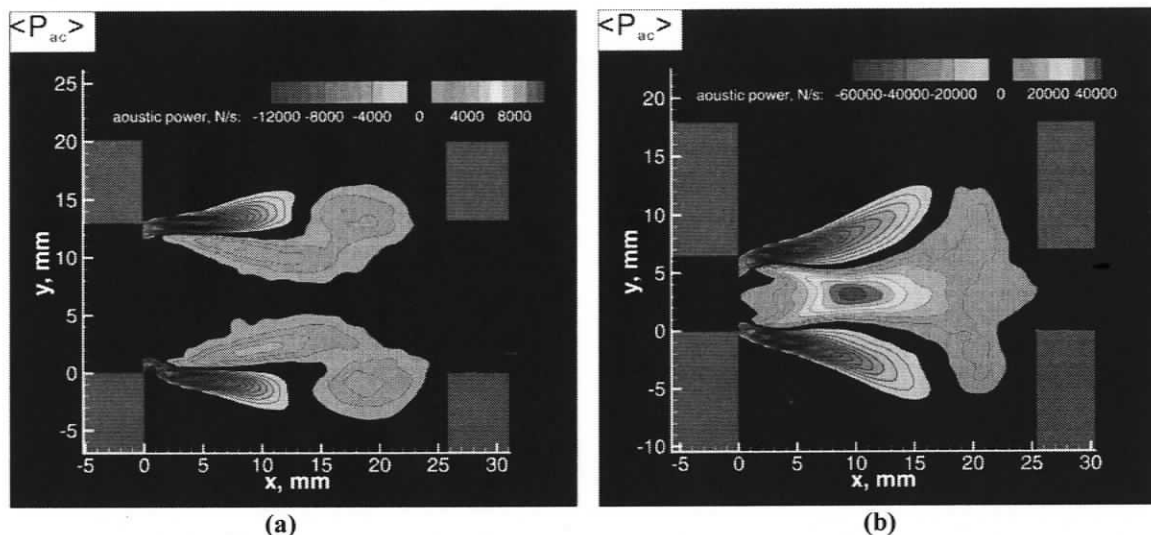 <P_ac>
25
20
15
10
5
0
-5
y, mm
aoustic power, N/s: -12000 -8000 -4000 0 4000 8000
-5 0 5 10 15 20 25 30
x, mm
(a)
<P_ac>
20
15
10
5
0
-5
-10
y, mm
aoustic power, N/s: -60000-40000-20000 0 20000 40000
-5 0 5 10 15 20 25 30
x, mm
(b)